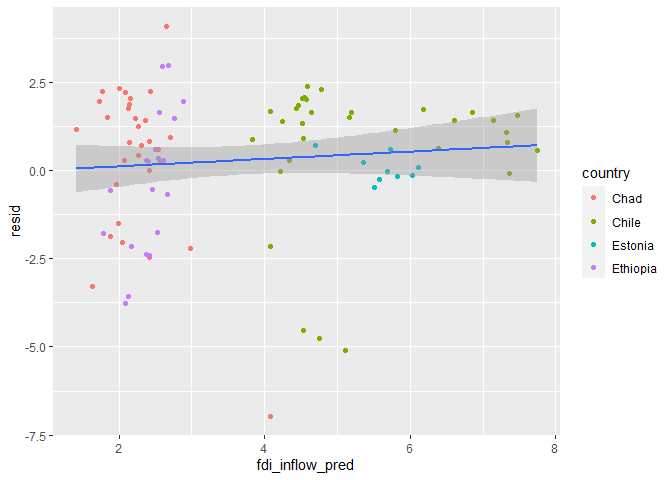 2.5
0.0
-2.5
-5.0
-7.5
resid
2
4
6
8
fdi_inflow_pred
country
Chad
Chile
Estonia
Ethiopia